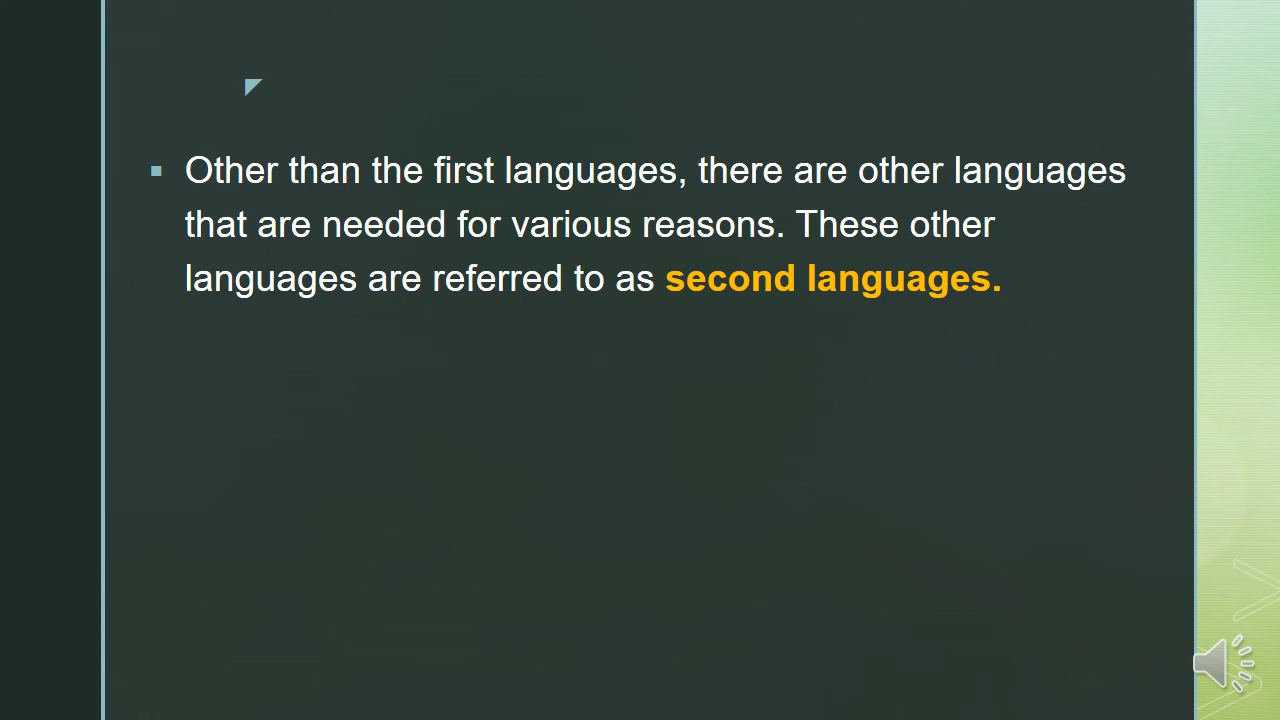 Other than the first languages, there are other languages
that are needed for various reasons. These other
languages are referred to as second languages.